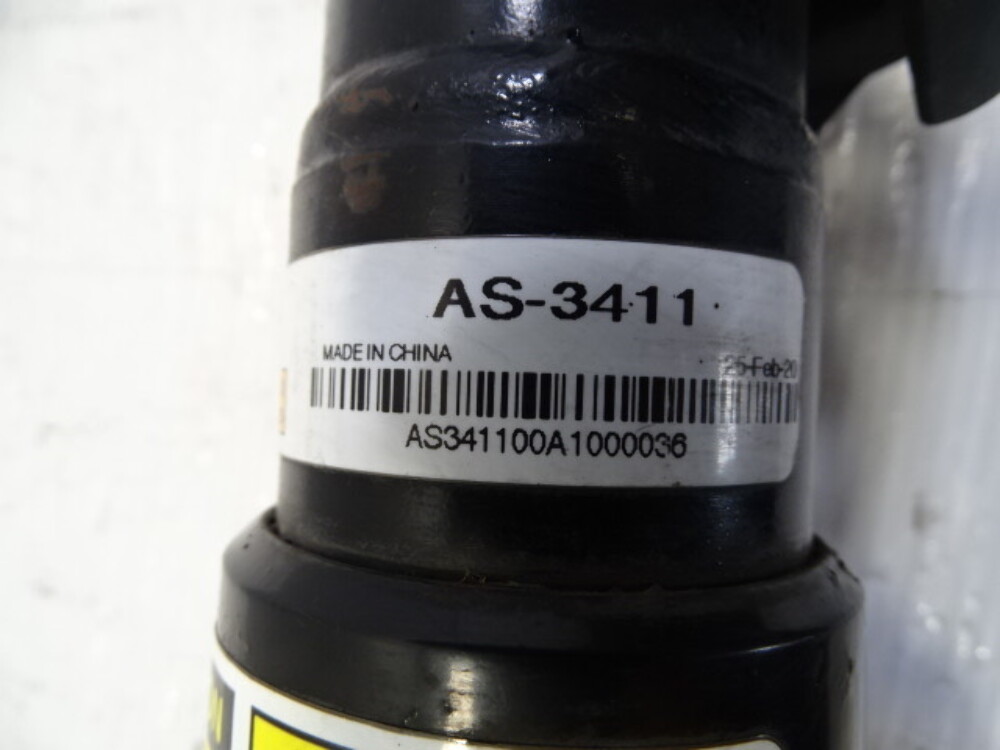 AS-3411
MADE IN CHINA
25-Feb-20
AS341100A1000036